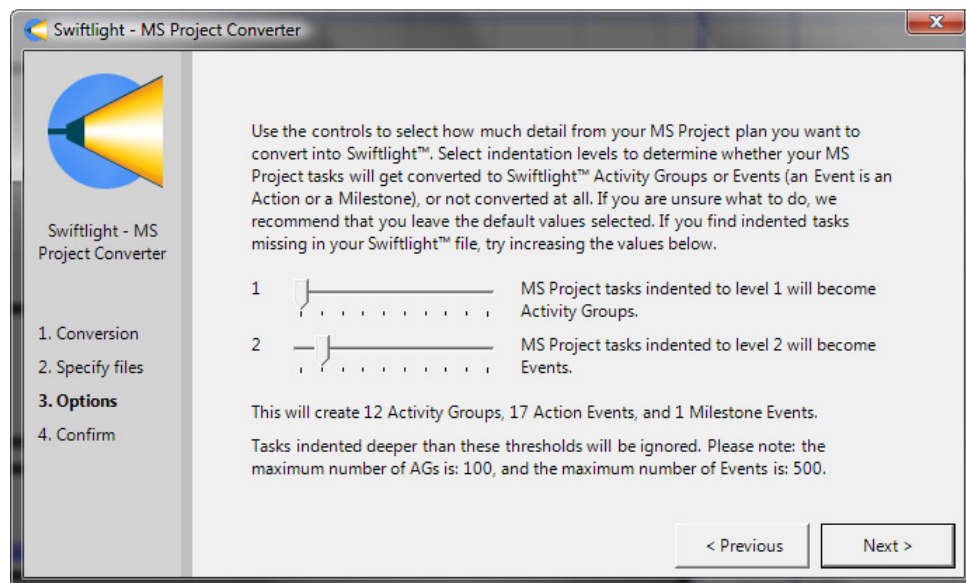 Swiftlight - MS Project Converter
Use the controls to select how much detail from your MS Project plan you want to
convert into Swiftlight™. Select indentation levels to determine whether your MS
Project tasks will get converted to Swiftlight™ Activity Groups or Events (an Event is an
Action or a Milestone), or not converted at all. If you are unsure what to do, we
recommend that you leave the default values selected. If you find indented tasks
missing in your Swiftlight™ file, try increasing the values below.
Swiftlight - MS
Project Converter
1. Conversion
2. Specify files
3. Options
4. Confirm
1
MS Project tasks indented to level 1 will become
Activity Groups.
2
MS Project tasks indented to level 2 will become
Events.
This will create 12 Activity Groups, 17 Action Events, and 1 Milestone Events.
Tasks indented deeper than these thresholds will be ignored. Please note: the
maximum number of AGs is: 100, and the maximum number of Events is: 500.
< Previous
Next >